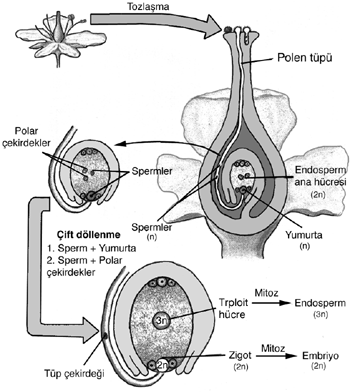 Tozlaşma
Polen tüpü
Polar
çekirdekler
Spermler
Endosperm
ana hücresi
(2n)
Spermler
(n)
Yumurta
(n)
Çift döllenme
1. Sperm + Yumurta
2. Sperm + Polar
çekirdekler
3n
Trploit
hücre
Mitoz
Endosperm
(3n)
2n
Zigot
(2n)
Mitoz
Embriyo
(2n)
Tüp çekirdeği